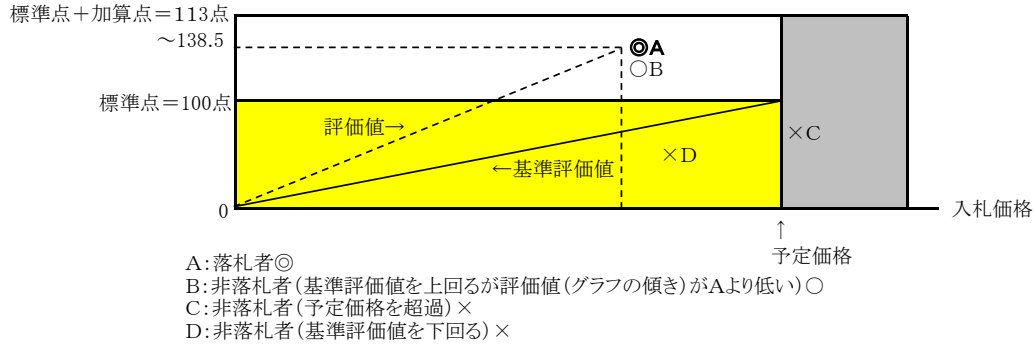 標準点＋加算点＝113点
～138.5
◎A
○B
標準点＝100点
評価値→
×C
×D
←基準評価値
0
入札価格
↑
予定価格
A：落札者◎
B：非落札者（基準評価値を上回るが評価値（グラフの傾き）がAより低い）○
C：非落札者（予定価格を超過）×
D：非落札者（基準評価値を下回る）×